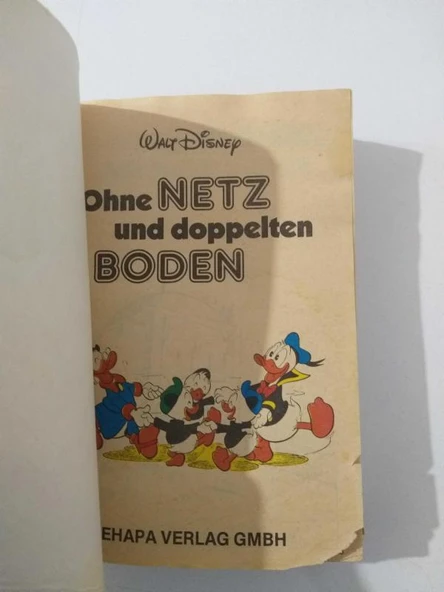 WALT DISNEY
Ohne NETZ
und doppelten
BODEN
EHAPA VERLAG GMBH